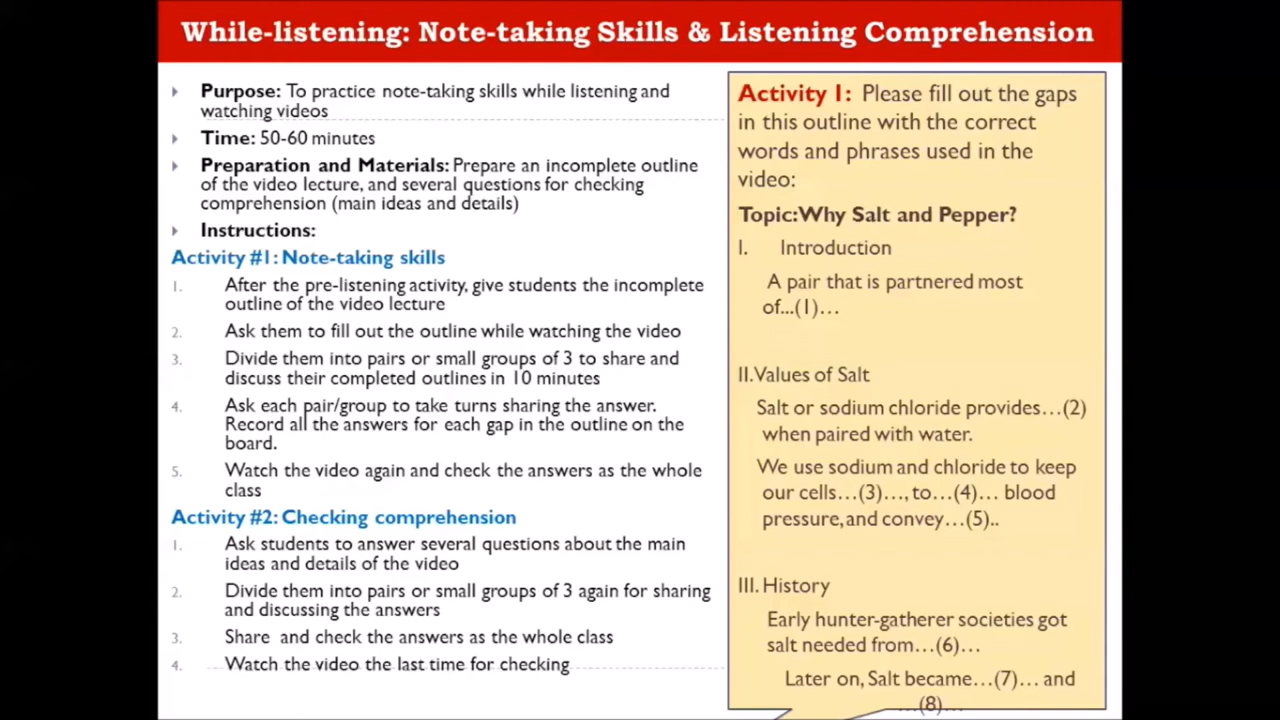 While-listening: Note-taking Skills & Listening Comprehension
Purpose: To practice note-taking skills while listening and
watching videos
Time: 50-60 minutes
Preparation and Materials: Prepare an incomplete outline
of the video lecture, and several questions for checking
comprehension (main ideas and details)
Instructions:
Activity #1: Note-taking skills
1. After the pre-listening activity, give students the incomplete
outline of the video lecture
2. Ask them to fill out the outline while watching the video
3. Divide them into pairs or small groups of 3 to share and
discuss their completed outlines in 10 minutes
4. Ask each pair/group to take turns sharing the answer.
Record all the answers for each gap in the outline on the
board.
5. Watch the video again and check the answers as the whole
class
Activity #2: Checking comprehension
1. Ask students to answer several questions about the main
ideas and details of the video
2. Divide them into pairs or small groups of 3 again for sharing
and discussing the answers
3. Share and check the answers as the whole class
4. Watch the video the last time for checking
Activity 1: Please fill out the gaps
in this outline with the correct
words and phrases used in the
video:
Topic:Why Salt and Pepper?
I. Introduction
A pair that is partnered most
of...(1)...
II. Values of Salt
Salt or sodium chloride provides...(2)
when paired with water.
We use sodium and chloride to keep
our cells...(3)..., to...(4)... blood
pressure, and convey...(5)..
III. History
Early hunter-gatherer societies got
salt needed from...(6)...
Later on, Salt became...(7)... and
...(8)...